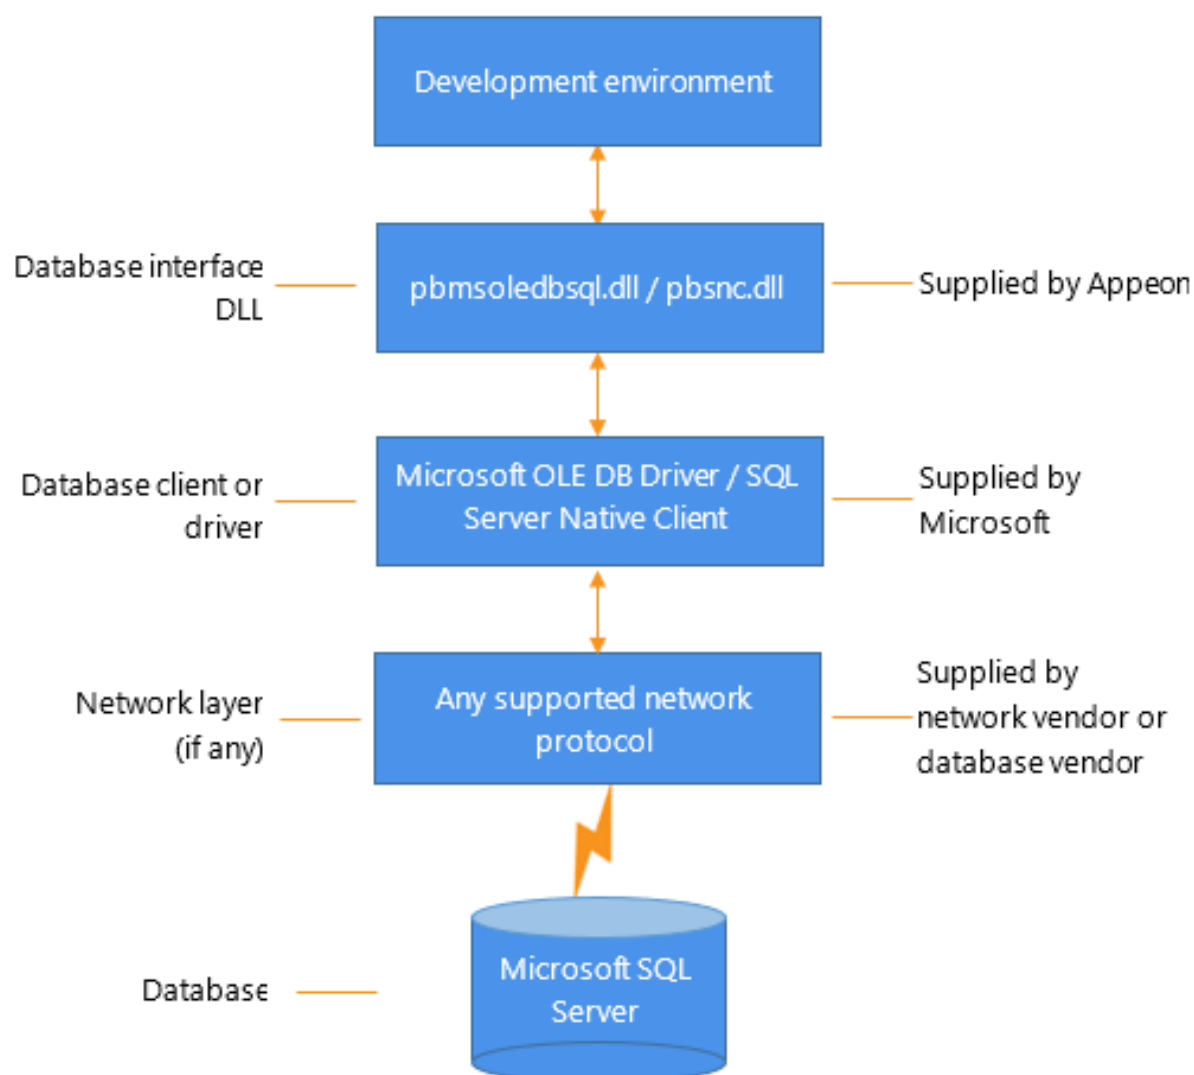 Development environment
Database interface
DLL
pbmsoledbsql.dll / pbsnc.dll
Supplied by Appeon
Database client or
driver
Microsoft OLE DB Driver / SQL
Server Native Client
Supplied by
Microsoft
Network layer
(if any)
Any supported network
protocol
Supplied by
network vendor or
database vendor
Database
Microsoft SQL
Server